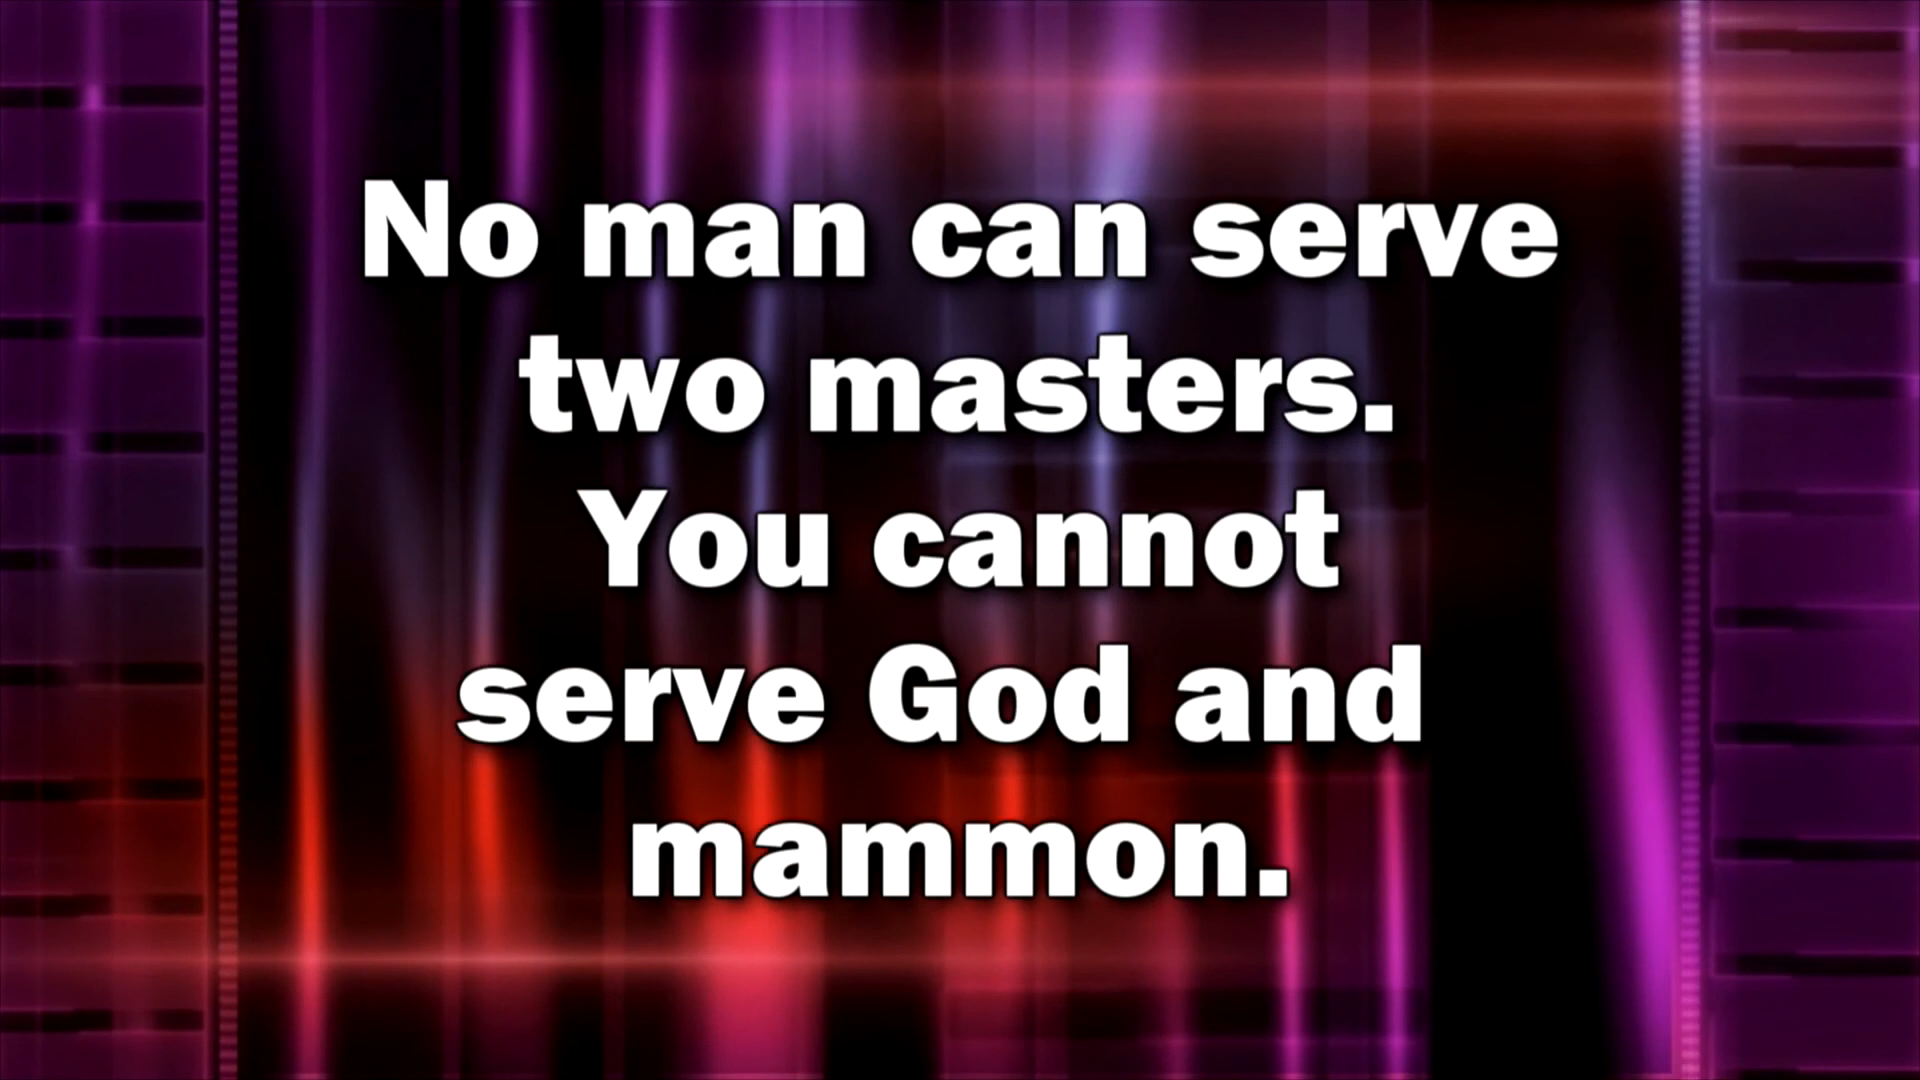 No man can serve
two masters.
You cannot
serve God and
mammon.